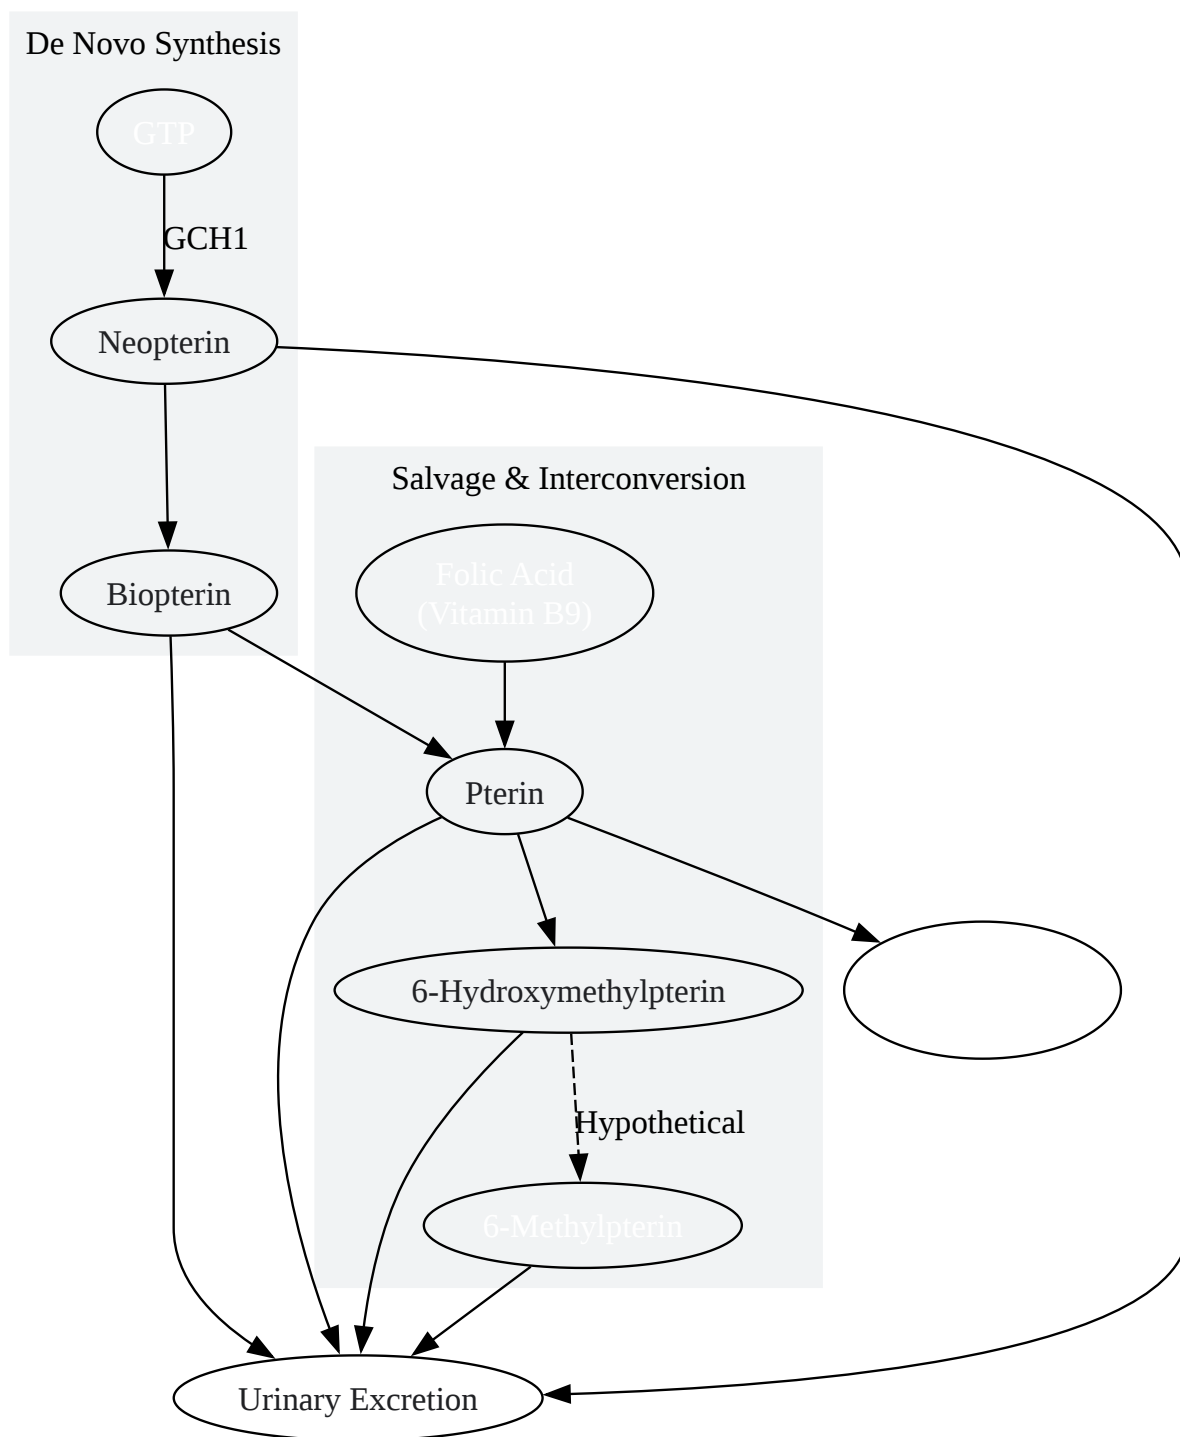 De Novo Synthesis
GTP
GCH1
Neopterin
Salvage & Interconversion
Biopterin
Folic Acid
(Vitamin B9)
Pterin
6-Hydroxymethylpterin
Hypothetical
6-Methylpterin
Urinary Excretion